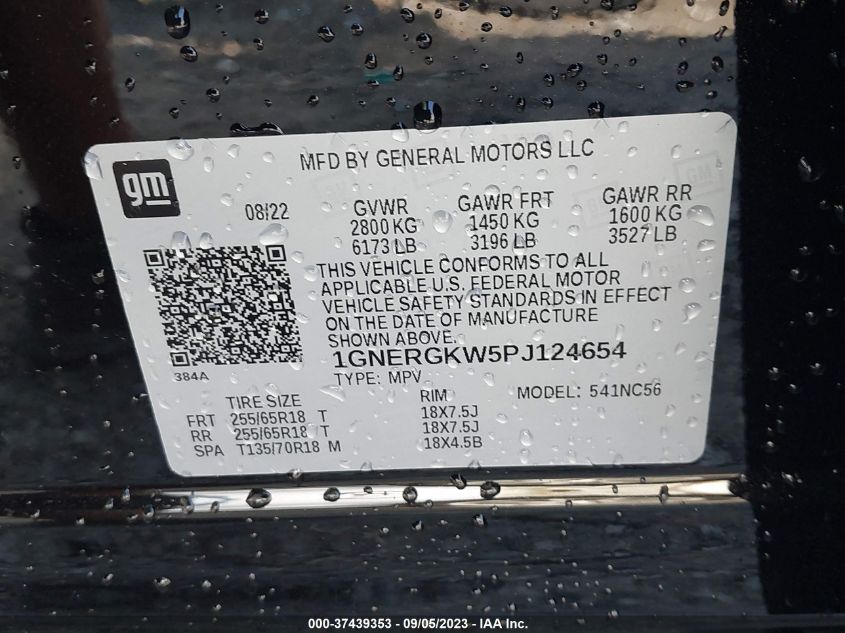 MFD BY GENERAL MOTORS LLC
gm
08/22
GVWR GAWR FRT GAWR RR
2800 KG 1450 KG 1600 KG
6173 LB 3196 LB 3527 LB
THIS VEHICLE CONFORMS TO ALL
APPLICABLE U.S. FEDERAL MOTOR
VEHICLE SAFETY STANDARDS IN EFFECT
ON THE DATE OF MANUFACTURE
SHOWN ABOVE.
1GNERGKW5PJ124654
384A
TYPE: MPV MODEL: 541NC56
TIRE SIZE RIM
FRT 255/65R18 T 18X7.5J
RR 255/65R18 T 18X7.5J
SPA T135/70R18 M 18X4.5B
000-37439353 - 09/05/2023 - IAA Inc.